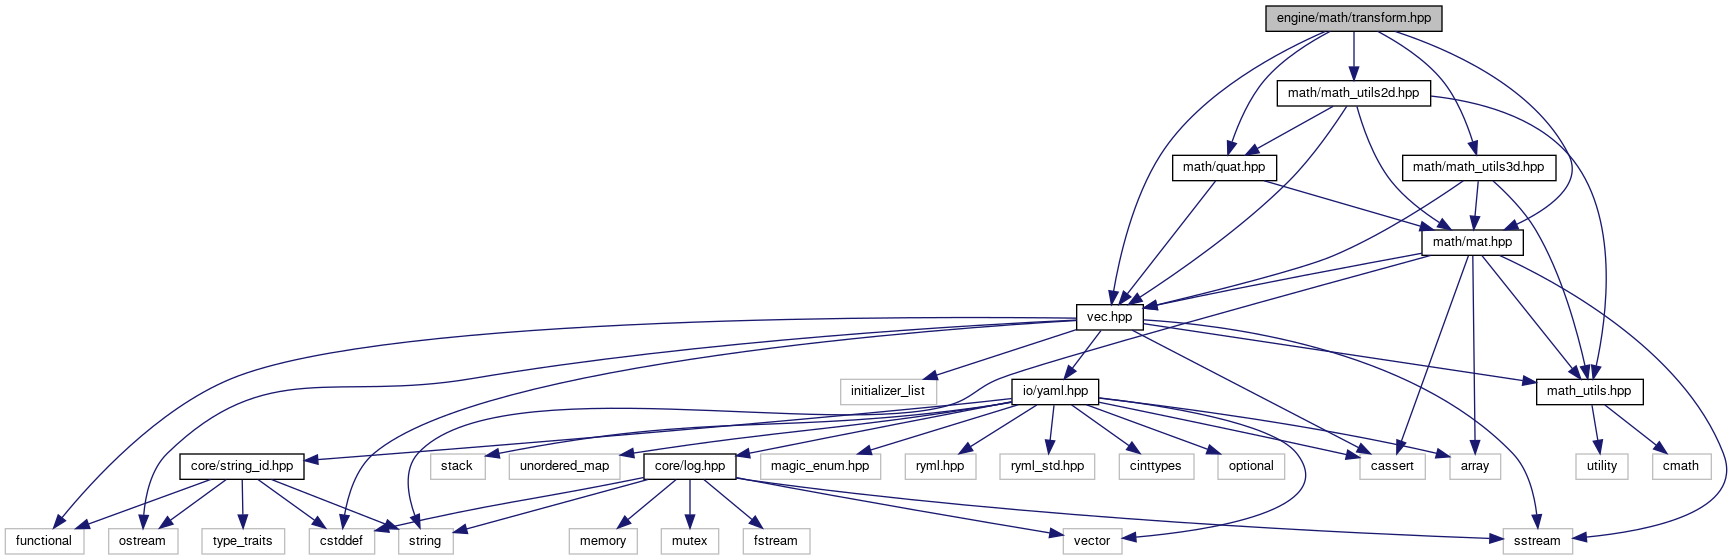 engine/math/transform.hpp
math/math_utils2d.hpp
math/quat.hpp
math/math_utils3d.hpp
math/mat.hpp
vec.hpp
initializer_list
io/yaml.hpp
math_utils.hpp
core/string_id.hpp
stack
unordered_map
core/log.hpp
magic_enum.hpp
ryml.hpp
ryml_std.hpp
cinttypes
optional
cassert
array
utility
cmath
functional
ostream
type_traits
cstddef
string
memory
mutex
fstream
vector
sstream